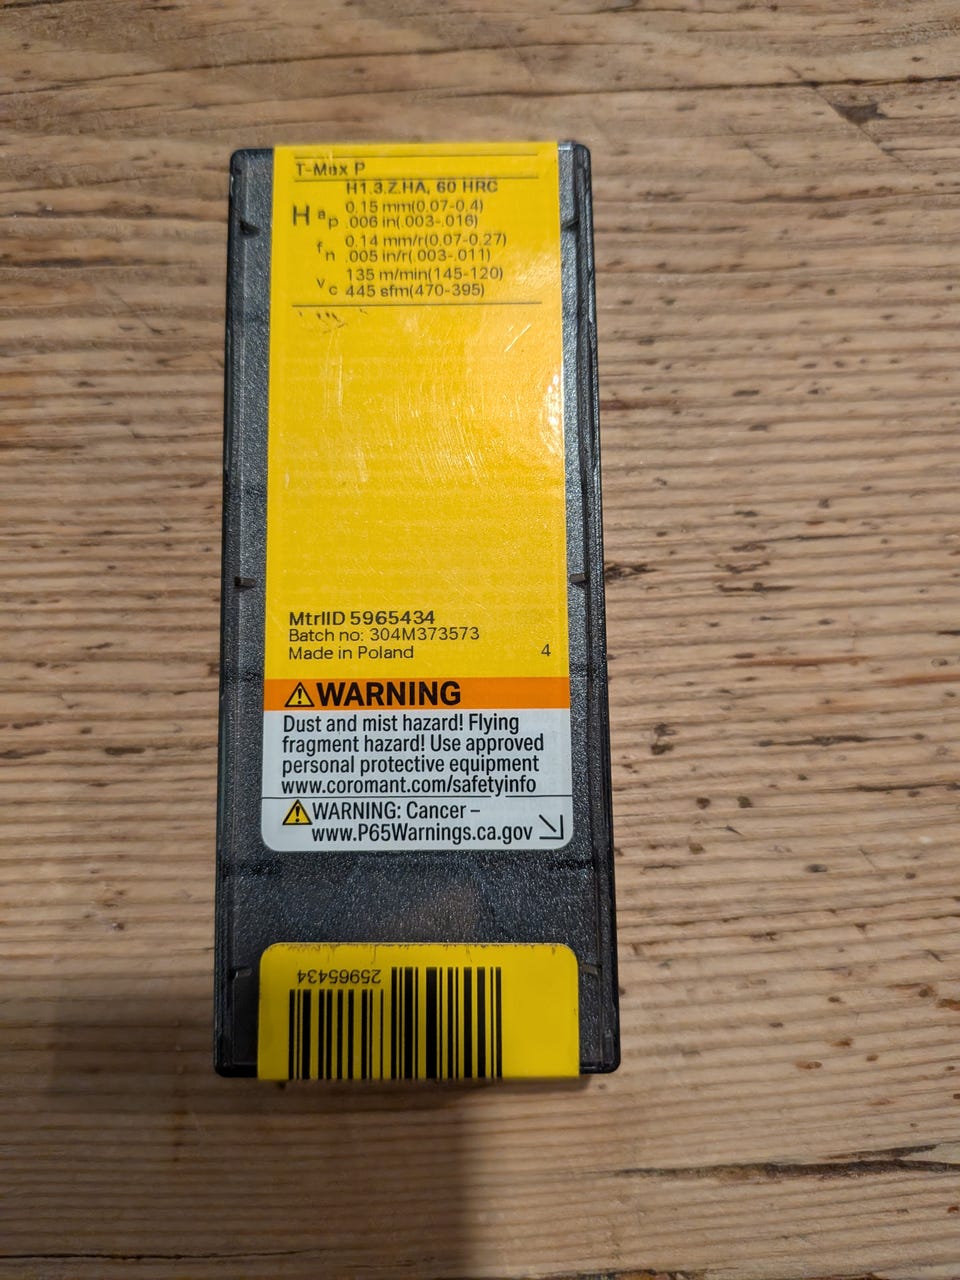 T-Max P
H1.3.Z.HA, 60 HRC
H ap 0.15 mm(0.07-0.4)
.006 in(.003-.016)
fn 0.14 mm/r(0.07-0.27)
.005 in/r(.003-.011)
vc 135 m/min(145-120)
445 sfm(470-395)
MtrlID 5965434
Batch no: 304M373573
Made in Poland 4
WARNING
Dust and mist hazard! Flying
fragment hazard! Use approved
personal protective equipment
www.coromant.com/safetyinfo
WARNING: Cancer –
www.P65Warnings.ca.gov
25965434